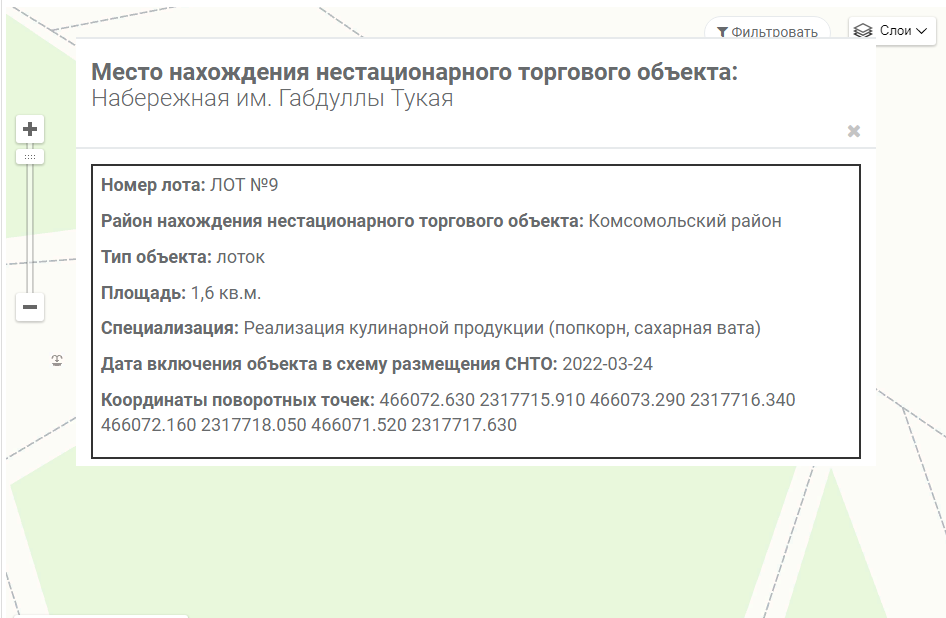 Фильтровать
Слои
Место нахождения нестационарного торгового объекта:
Набережная им. Габдуллы Тукая
Номер лота: ЛОТ №9
Район нахождения нестационарного торгового объекта: Комсомольский район
Тип объекта: лоток
Площадь: 1,6 кв.м.
Специализация: Реализация кулинарной продукции (попкорн, сахарная вата)
Дата включения объекта в схему размещения СНТО: 2022-03-24
Координаты поворотных точек: 466072.630 2317715.910 466073.290 2317716.340
466072.160 2317718.050 466071.520 2317717.630